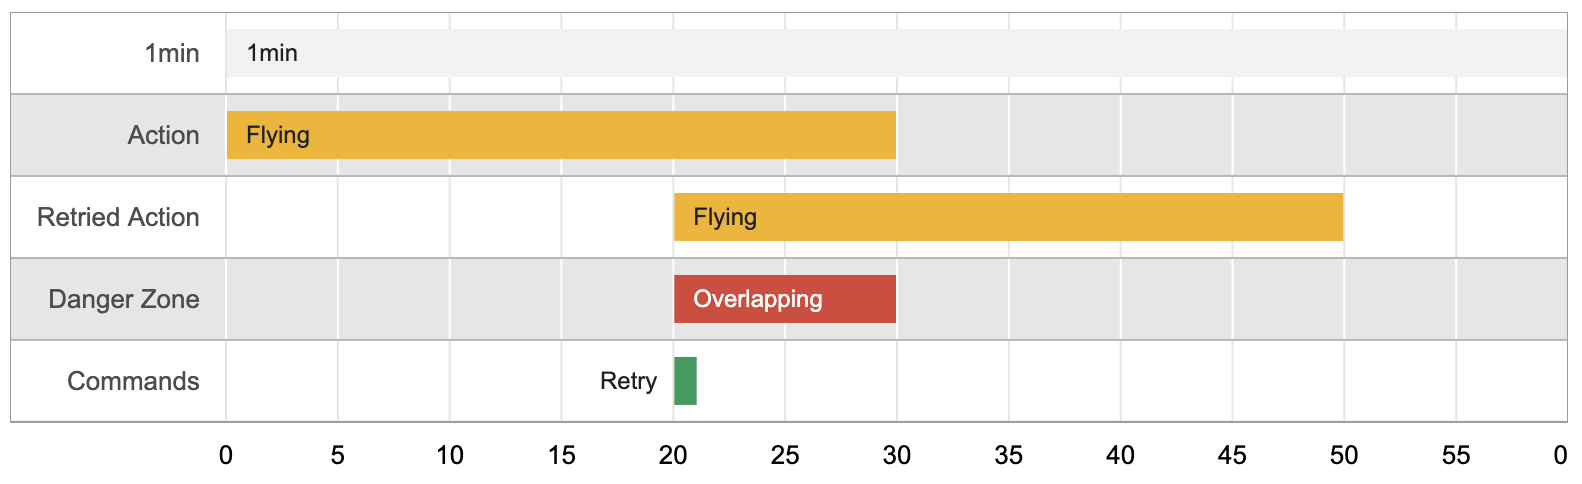 1min 1min
Action Flying
Retried Action Flying
Danger Zone Overlapping
Commands Retry
0 5 10 15 20 25 30 35 40 45 50 55 0